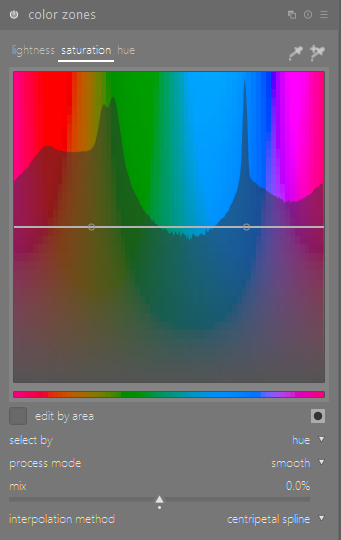 color zones
lightness saturation hue
edit by area
select by hue
process mode smooth
mix 0.0%
interpolation method centripetal spline